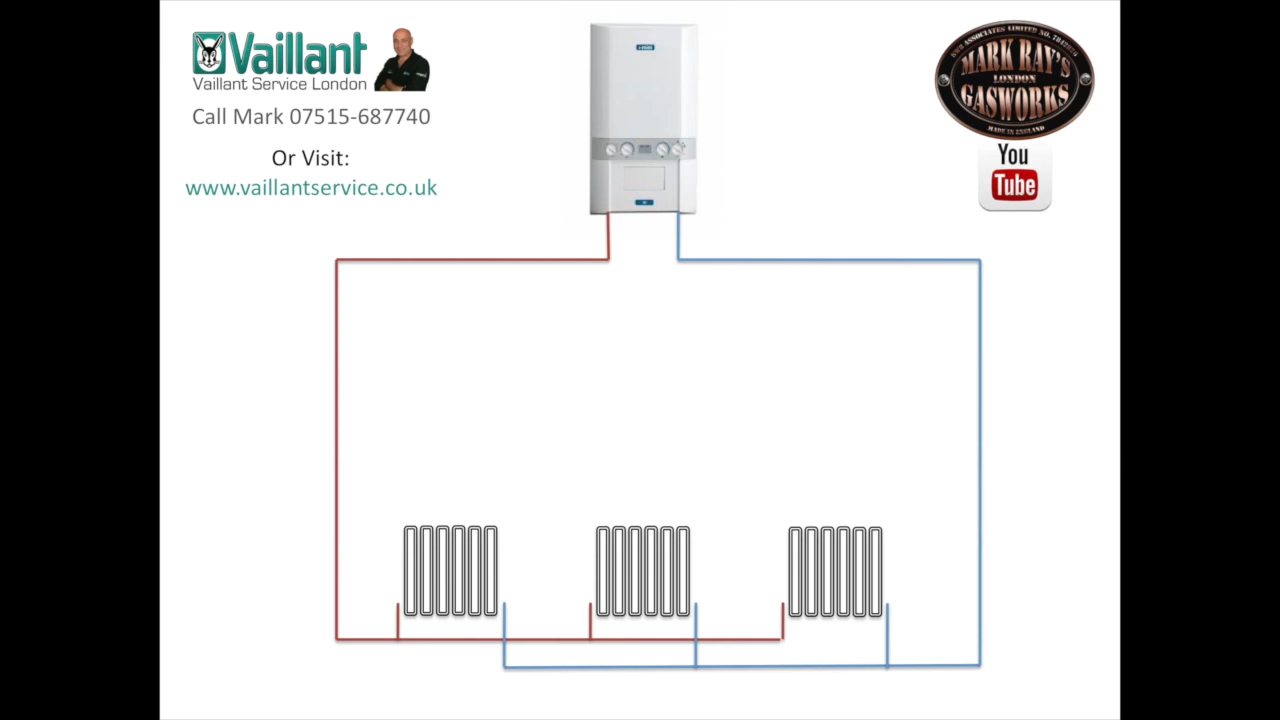 Vaillant
Vaillant Service London
Call Mark 07515-687740
Or Visit:
www.vaillantservice.co.uk
MARK RAY'S
LONDON
GASWORKS
MADE IN ENGLAND
You
Tube